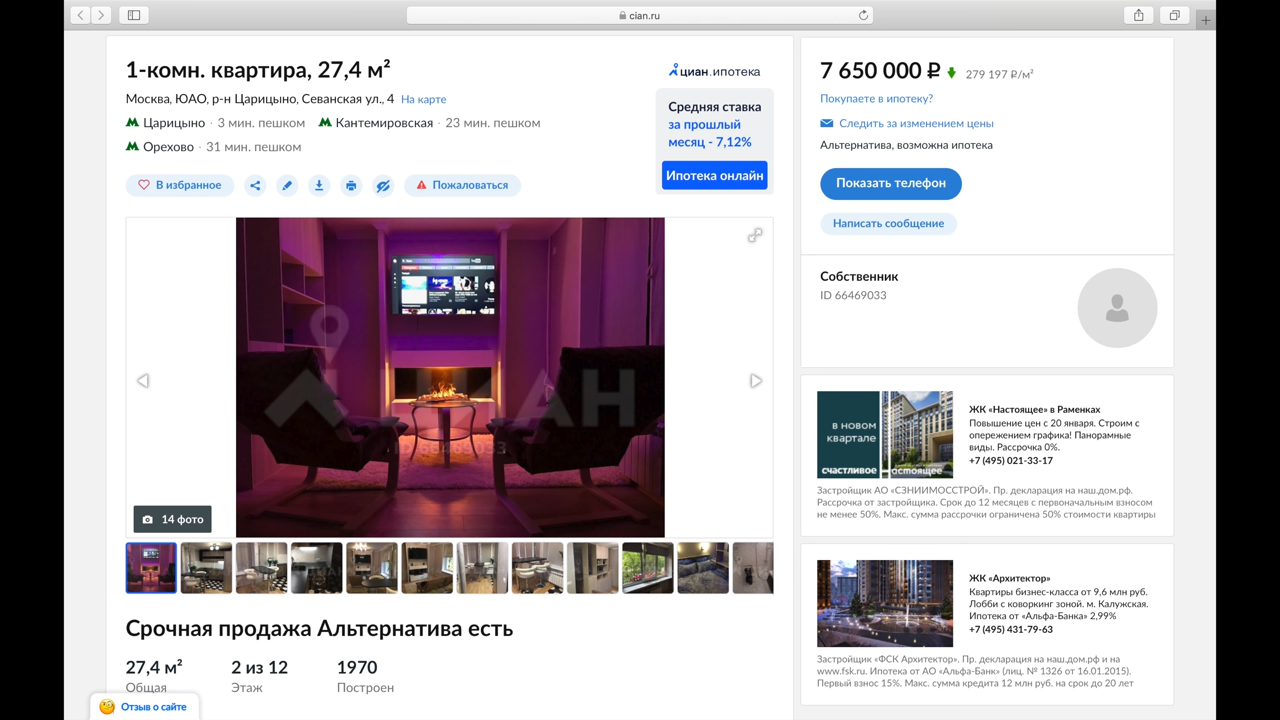 cian.ru
1-комн. квартира, 27,4 м²
Москва, ЮАО, р-н Царицыно, Севанская ул., 4 На карте
Царицыно · 3 мин. пешком Кантемировская · 23 мин. пешком
Орехово · 31 мин. пешком
В избранное
Пожаловаться
циан.ипотека
Средняя ставка
за прошлый
месяц - 7,12%
Ипотека онлайн
ЦИАН
ID 66469033
14 фото
Срочная продажа Альтернатива есть
27,4 м² 2 из 12 1970
Общая Этаж Построен
Отзыв о сайте
7 650 000 ₽ 279 197 ₽/м²
Покупаете в ипотеку?
Следить за изменением цены
Альтернатива, возможна ипотека
Показать телефон
Написать сообщение
Собственник
ID 66469033
в новом
квартале
счастливое настоящее
ЖК «Настоящее» в Раменках
Повышение цен с 20 января. Строим с
опережением графика! Панорамные
виды. Рассрочка 0%.
+7 (495) 021-33-17
Застройщик АО «СЗНИИМОССТРОЙ». Пр. декларация на наш.дом.рф.
Рассрочка от застройщика. Срок до 12 месяцев с первоначальным взносом
не менее 50%. Макс. сумма рассрочки ограничена 50% стоимости квартиры
ЖК «Архитектор»
Квартиры бизнес-класса от 9,6 млн руб.
Лобби с коворкинг зоной. м. Калужская.
Ипотека от «Альфа-Банка» 2,99%
+7 (495) 431-79-63
Застройщик «ФСК Архитектор». Пр. декларация на наш.дом.рф и на
www.fsk.ru. Ипотека от АО «Альфа-Банк» (лиц. № 1326 от 16.01.2015).
Первый взнос 15%. Макс. сумма кредита 12 млн руб. на срок до 20 лет